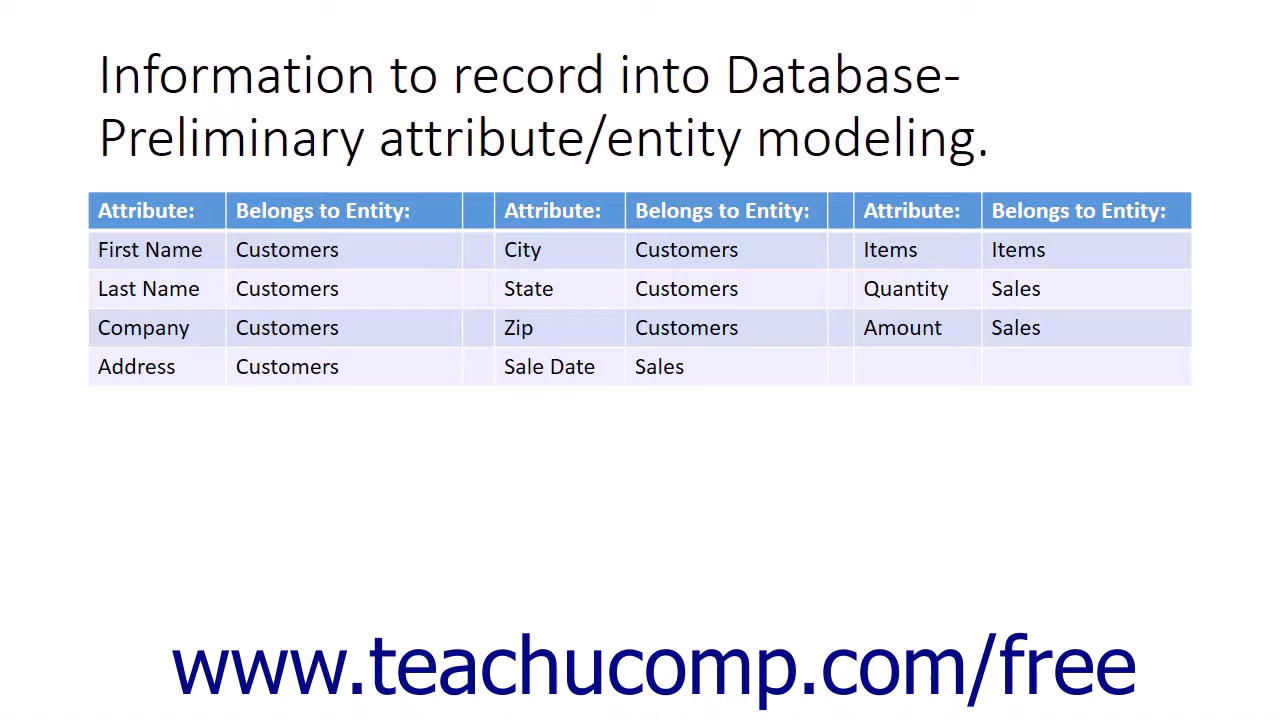 Information to record into Database-
Preliminary attribute/entity modeling.
Attribute: Belongs to Entity: Attribute: Belongs to Entity: Attribute: Belongs to Entity:
First Name Customers City Customers Items Items
Last Name Customers State Customers Quantity Sales
Company Customers Zip Customers Amount Sales
Address Customers Sale Date Sales
www.teachucomp.com/free